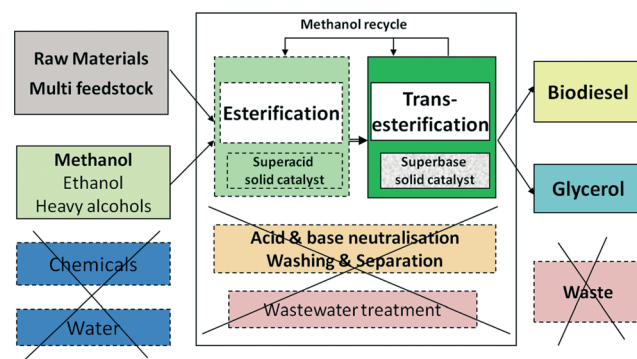 Methanol recycle
Raw Materials
Multi feedstock
Methanol
Ethanol
Heavy alcohols
Chemicals
Water
Esterification
Superacid
solid catalyst
Trans-
esterification
Superbase
solid catalyst
Acid & base neutralisation
Washing & Separation
Wastewater treatment
Biodiesel
Glycerol
Waste